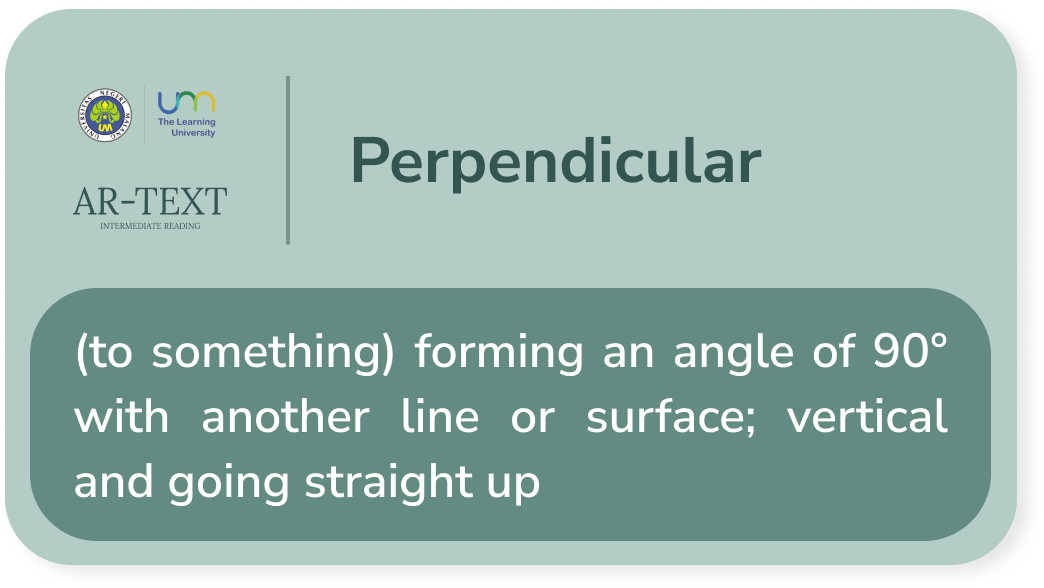 UNIVERSITAS NEGERI MALANG
UM
um
The Learning
University
AR-TEXT
INTERMEDIATE READING
Perpendicular
(to something) forming an angle of 90°
with another line or surface; vertical
and going straight up